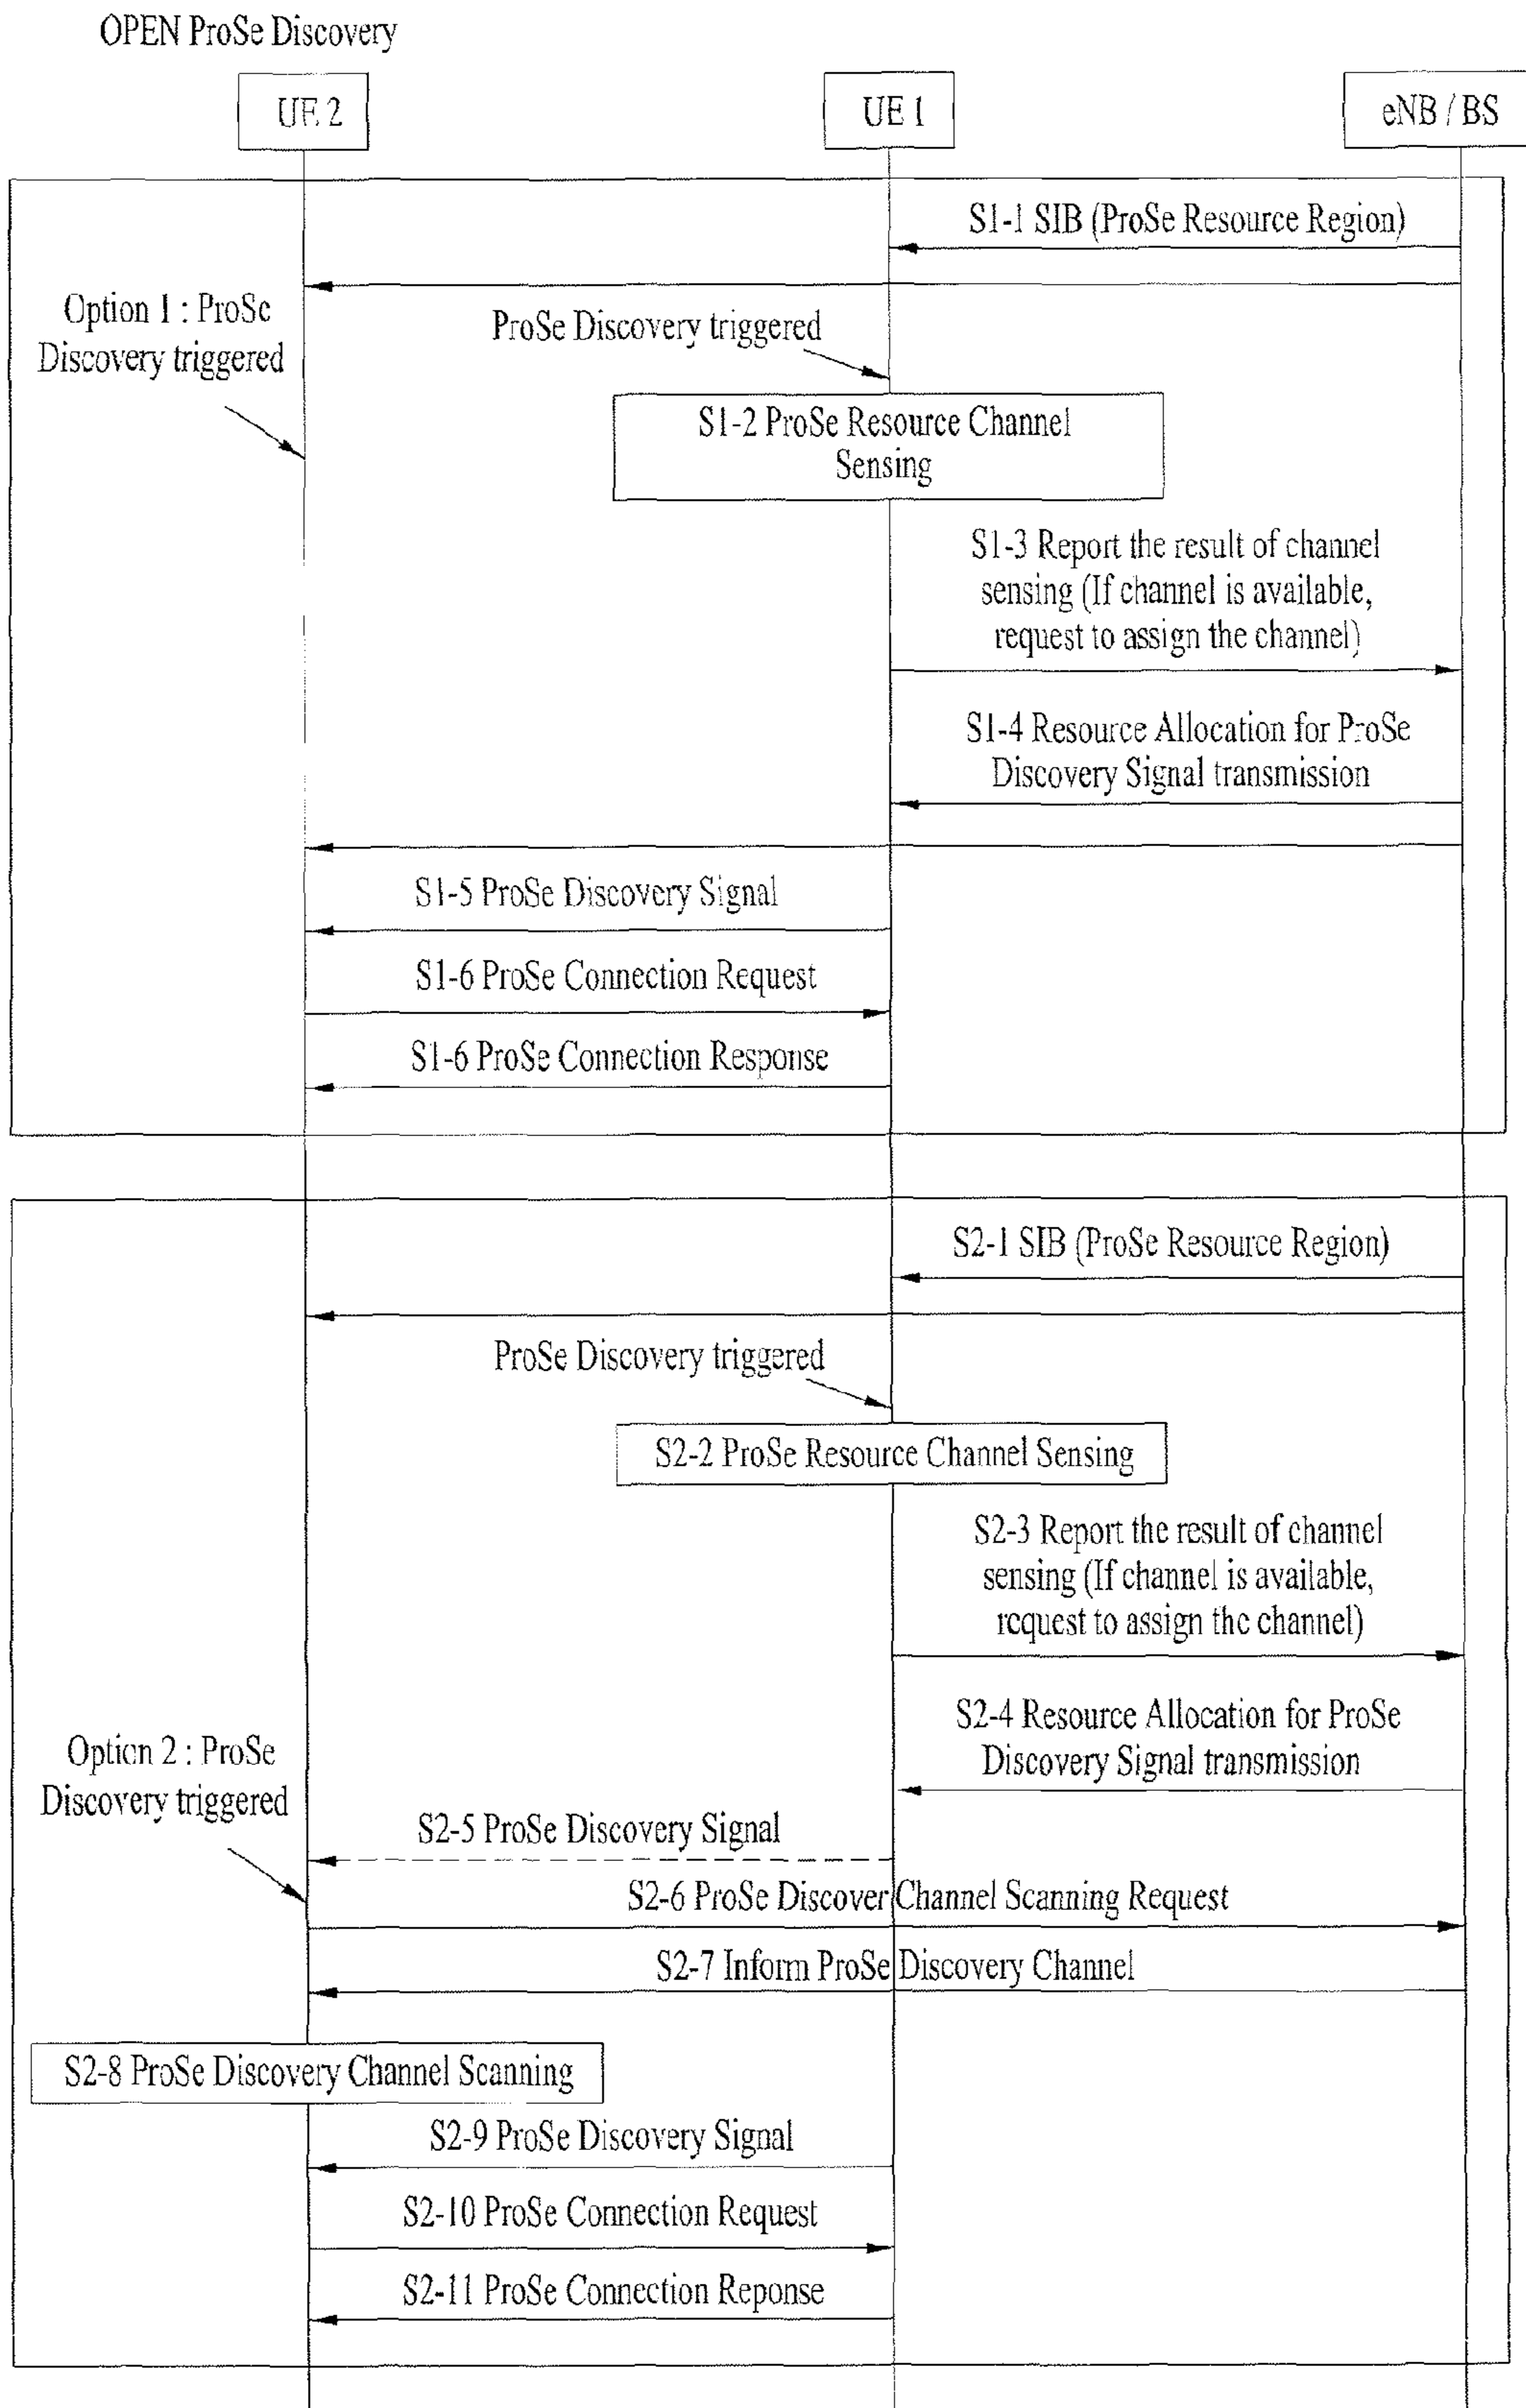 OPEN ProSe Discovery
UE 2
UE 1
eNB / BS
S1-1 SIB (ProSe Resource Region)
Option 1 : ProSe
Discovery triggered
ProSe Discovery triggered
S1-2 ProSe Resource Channel
Sensing
S1-3 Report the result of channel
sensing (If channel is available,
request to assign the channel)
S1-4 Resource Allocation for ProSe
Discovery Signal transmission
S1-5 ProSe Discovery Signal
S1-6 ProSe Connection Request
S1-6 ProSe Connection Response
S2-1 SIB (ProSe Resource Region)
ProSe Discovery triggered
S2-2 ProSe Resource Channel Sensing
S2-3 Report the result of channel
sensing (If channel is available,
request to assign the channel)
S2-4 Resource Allocation for ProSe
Discovery Signal transmission
Option 2 : ProSe
Discovery triggered
S2-5 ProSe Discovery Signal
S2-6 ProSe Discover Channel Scanning Request
S2-7 Inform ProSe Discovery Channel
S2-8 ProSe Discovery Channel Scanning
S2-9 ProSe Discovery Signal
S2-10 ProSe Connection Request
S2-11 ProSe Connection Reponse